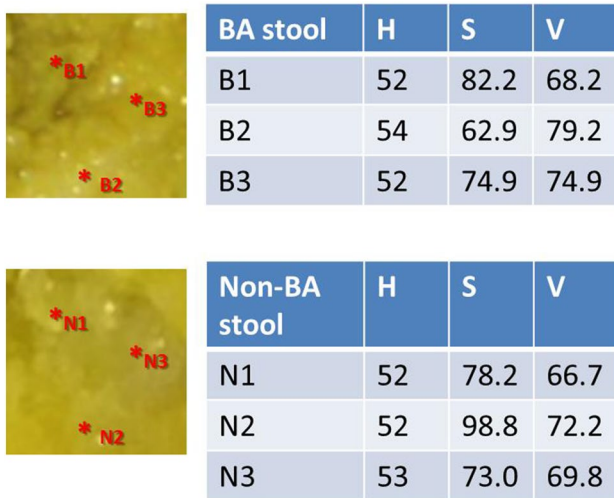 *B1
*B3
*B2
BA stool H S V
B1 52 82.2 68.2
B2 54 62.9 79.2
B3 52 74.9 74.9
*N1
*N3
*N2
Non-BA
stool H S V
N1 52 78.2 66.7
N2 52 98.8 72.2
N3 53 73.0 69.8